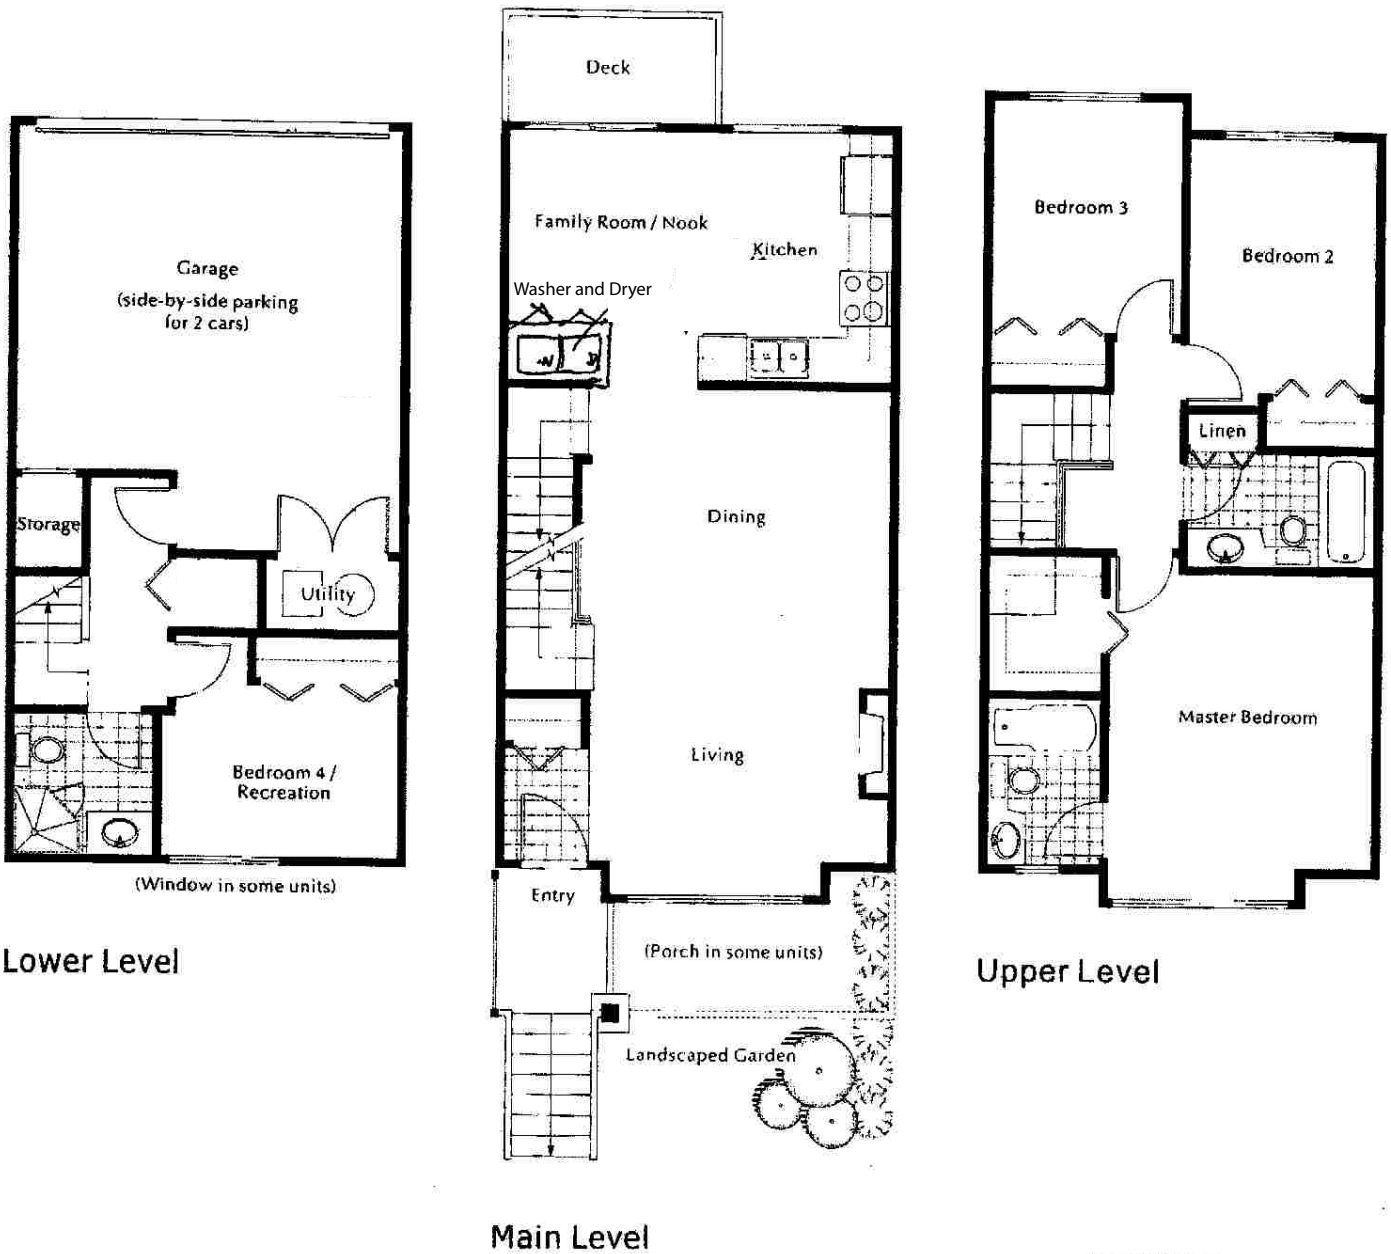 Deck
Family Room / Nook
Kitchen
Washer and Dryer
W
D
Dining
Living
Entry
(Porch in some units)
Landscaped Garden
Main Level
Garage
(side-by-side parking
for 2 cars)
Storage
Utility
Bedroom 4 /
Recreation
(Window in some units)
Lower Level
Bedroom 3
Bedroom 2
Linen
Master Bedroom
Upper Level